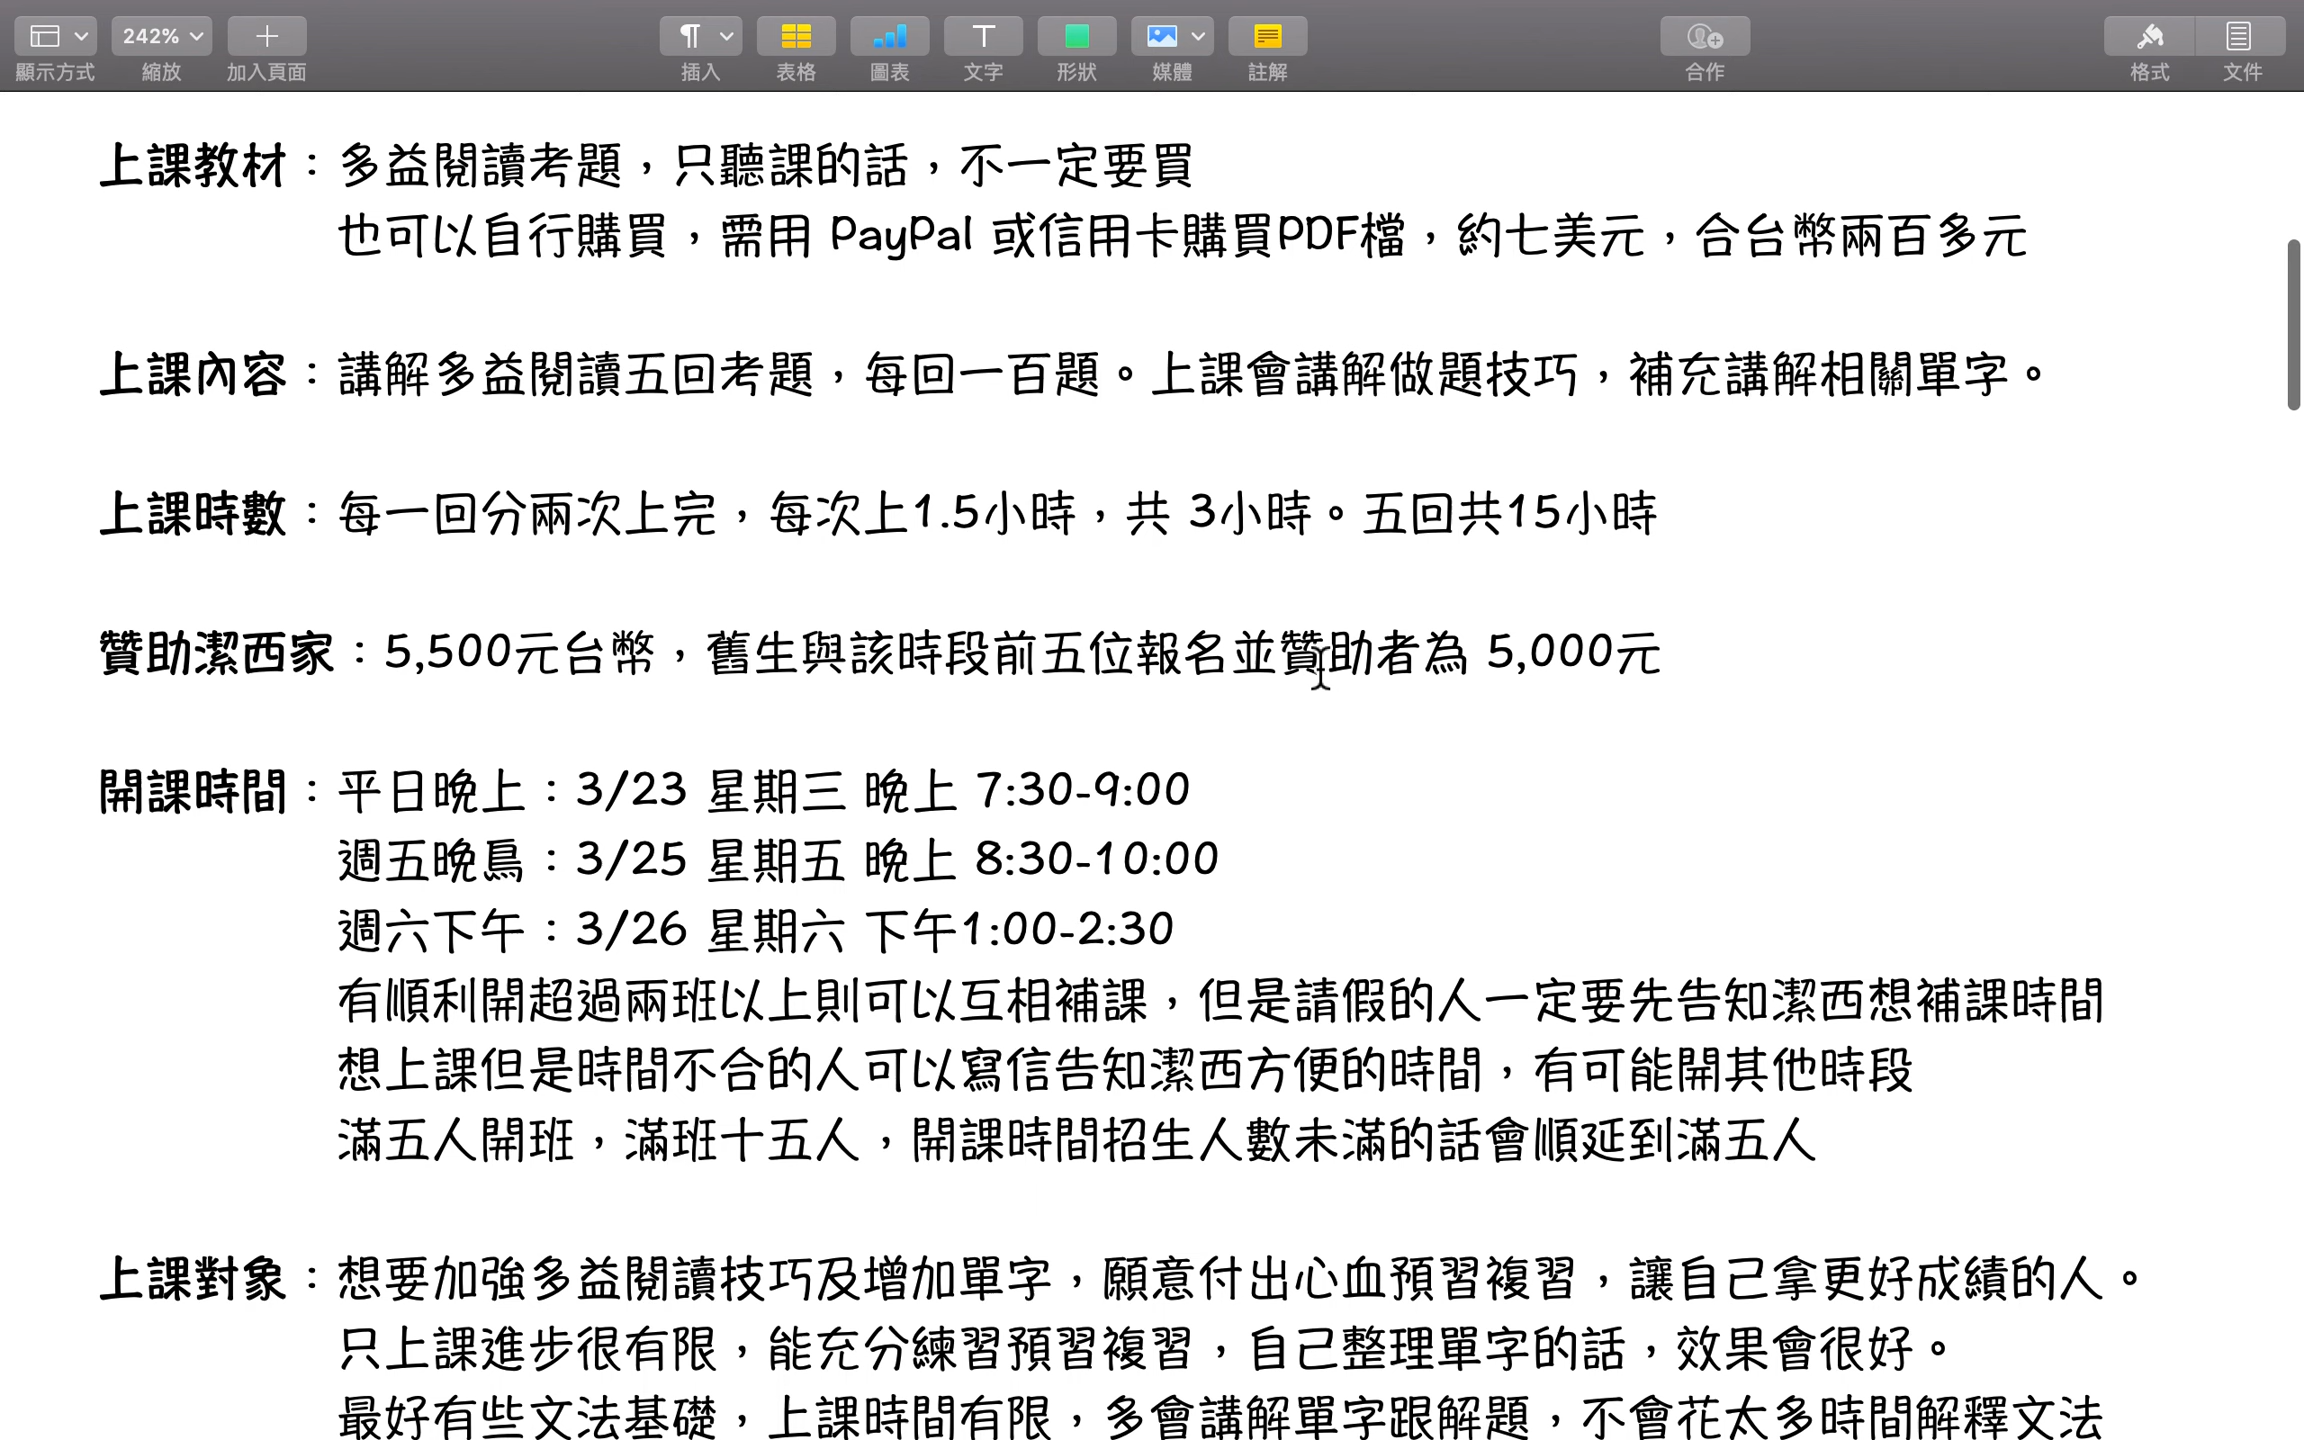 242%
顯示方式
縮放
加入頁面
插入
表格
圖表
文字
形狀
媒體
註解
合作
格式
文件
上課教材：多益閱讀考題，只聽課的話，不一定要買
也可以自行購買，需用 PayPal 或信用卡購買PDF檔，約七美元，合台幣兩百多元
上課內容：講解多益閱讀五回考題，每回一百題。上課會講解做題技巧，補充講解相關單字。
上課時數：每一回分兩次上完，每次上1.5小時，共 3小時。五回共15小時
贊助潔西家：5,500元台幣，舊生與該時段前五位報名並贊助者為 5,000元
開課時間：平日晚上：3/23 星期三 晚上 7:30-9:00
週五晚鳥：3/25 星期五 晚上 8:30-10:00
週六下午：3/26 星期六 下午1:00-2:30
有順利開超過兩班以上則可以互相補課，但是請假的人一定要先告知潔西想補課時間
想上課但是時間不合的人可以寫信告知潔西方便的時間，有可能開其他時段
滿五人開班，滿班十五人，開課時間招生人數未滿的話會順延到滿五人
上課對象：想要加強多益閱讀技巧及增加單字，願意付出心血預習複習，讓自己拿更好成績的人。
只上課進步很有限，能充分練習預習複習，自己整理單字的話，效果會很好。
最好有些文法基礎，上課時間有限，多會講解單字跟解題，不會花太多時間解釋文法